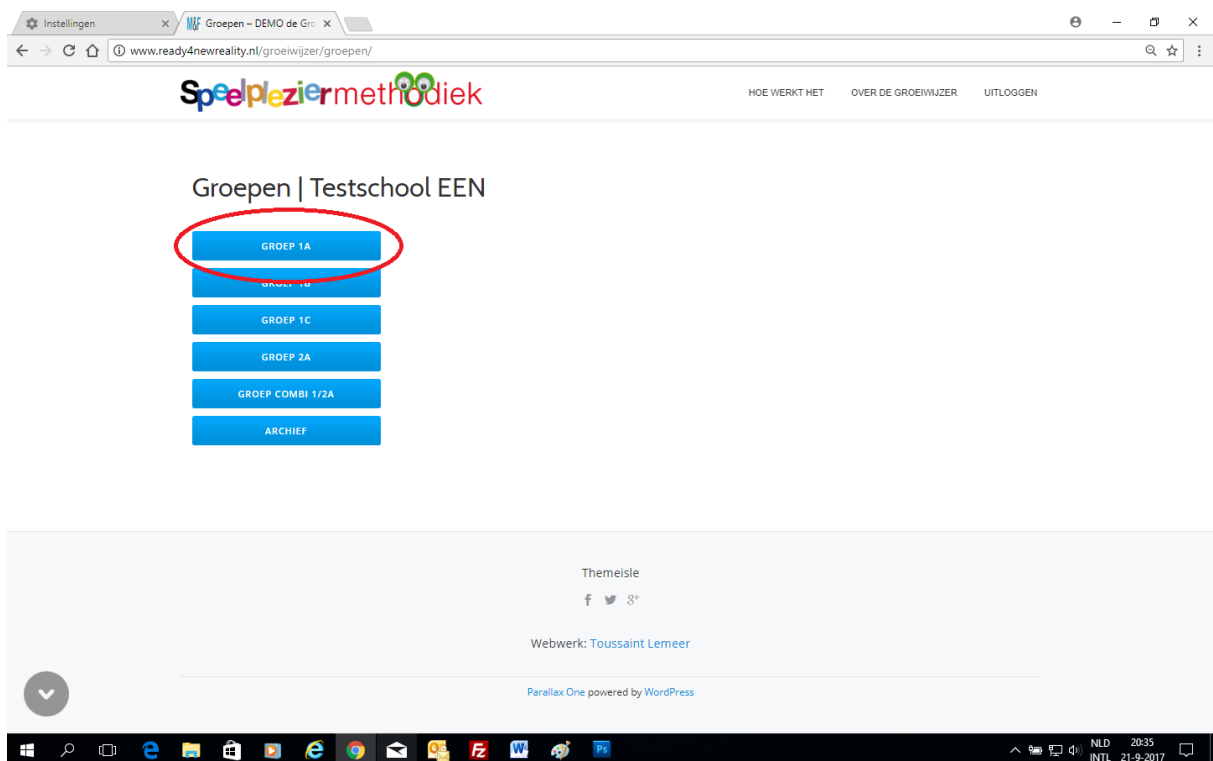 Instellingen
M&F Groepen – DEMO de Gro
www.ready4newreality.nl/groeiwijzer/groepen/
Speelpleziermethodiek
HOE WERKT HET
OVER DE GROEIWIJZER
UITLOGGEN
Groepen | Testschool EEN
GROEP 1A
GROEP 1B
GROEP 1C
GROEP 2A
GROEP COMBI 1/2A
ARCHIEF
Themeisle
Webwerk: Toussaint Lemeer
Parallax One powered by WordPress
NLD 20:35
INTL 21-9-2017